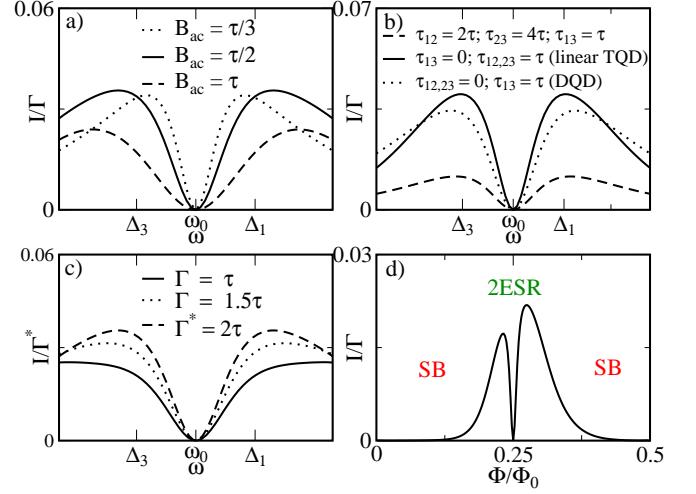 a)
0.06
I/Γ
0
B_ac = τ/3
B_ac = τ/2
B_ac = τ
Δ_3 ω_0 Δ_1
ω
b)
0.07
I/Γ
0
τ_12 = 2τ; τ_23 = 4τ; τ_13 = τ
τ_13 = 0; τ_12,23 = τ (linear TQD)
τ_12,23 = 0; τ_13 = τ (DQD)
Δ_3 ω_0 Δ_1
ω
c)
0.06
I/Γ^*
0
Γ = τ
Γ = 1.5τ
Γ^* = 2τ
Δ_3 ω_0 Δ_1
ω
d)
0.03
I/Γ
0
2ESR
SB SB
0 0.25 0.5
Φ/Φ_0